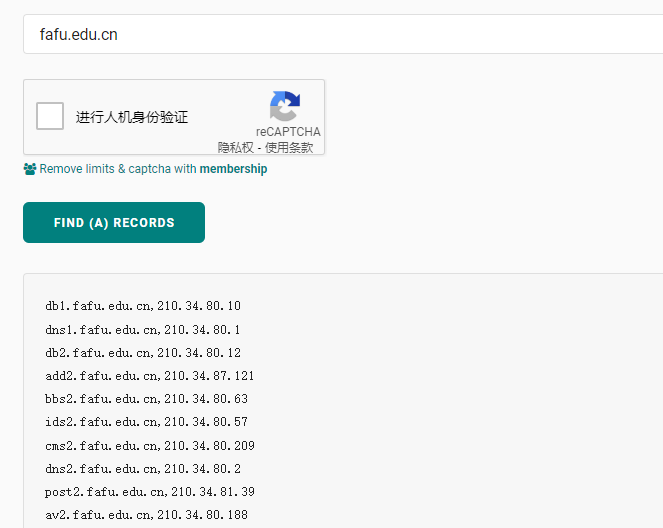 fafu.edu.cn
进行人机身份验证
reCAPTCHA
隐私权 - 使用条款
Remove limits & captcha with membership
FIND (A) RECORDS
db1.fafu.edu.cn,210.34.80.10
dns1.fafu.edu.cn,210.34.80.1
db2.fafu.edu.cn,210.34.80.12
add2.fafu.edu.cn,210.34.87.121
bbs2.fafu.edu.cn,210.34.80.63
ids2.fafu.edu.cn,210.34.80.57
cms2.fafu.edu.cn,210.34.80.209
dns2.fafu.edu.cn,210.34.80.2
post2.fafu.edu.cn,210.34.81.39
av2.fafu.edu.cn,210.34.80.188